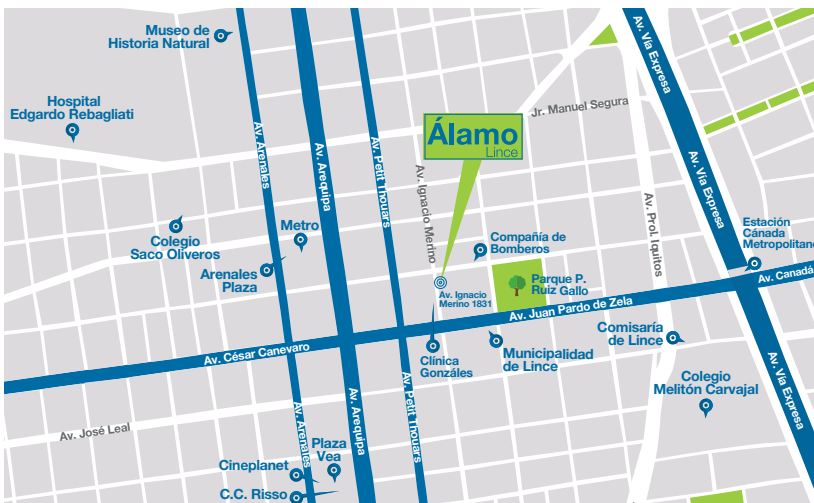 Museo de
Historia Natural
Av. Vía Expresa
Hospital
Edgardo Rebagliati
Jr. Manuel Segura
Álamo
Lince
Av. Arenales
Av. Arequipa
Av. Petit Thouars
Av. Ignacio Merino
Av. Vía Expresa
Av. Prol. Iquitos
Colegio
Saco Oliveros
Metro
Arenales
Plaza
Compañía de
Bomberos
Estación
Cánada
Metropolitano
Av. Ignacio
Merino 1831
Parque P.
Ruiz Gallo
Av. Canadá
Av. Juan Pardo de Zela
Av. César Canevaro
Clínica
Gonzáles
Municipalidad
de Lince
Comisaría
de Lince
Av. Vía Expresa
Colegio
Melitón Carvajal
Av. Arequipa
Av. Petit Thouars
Av. Arenales
Av. José Leal
Plaza
Vea
Cineplanet
C.C. Risso